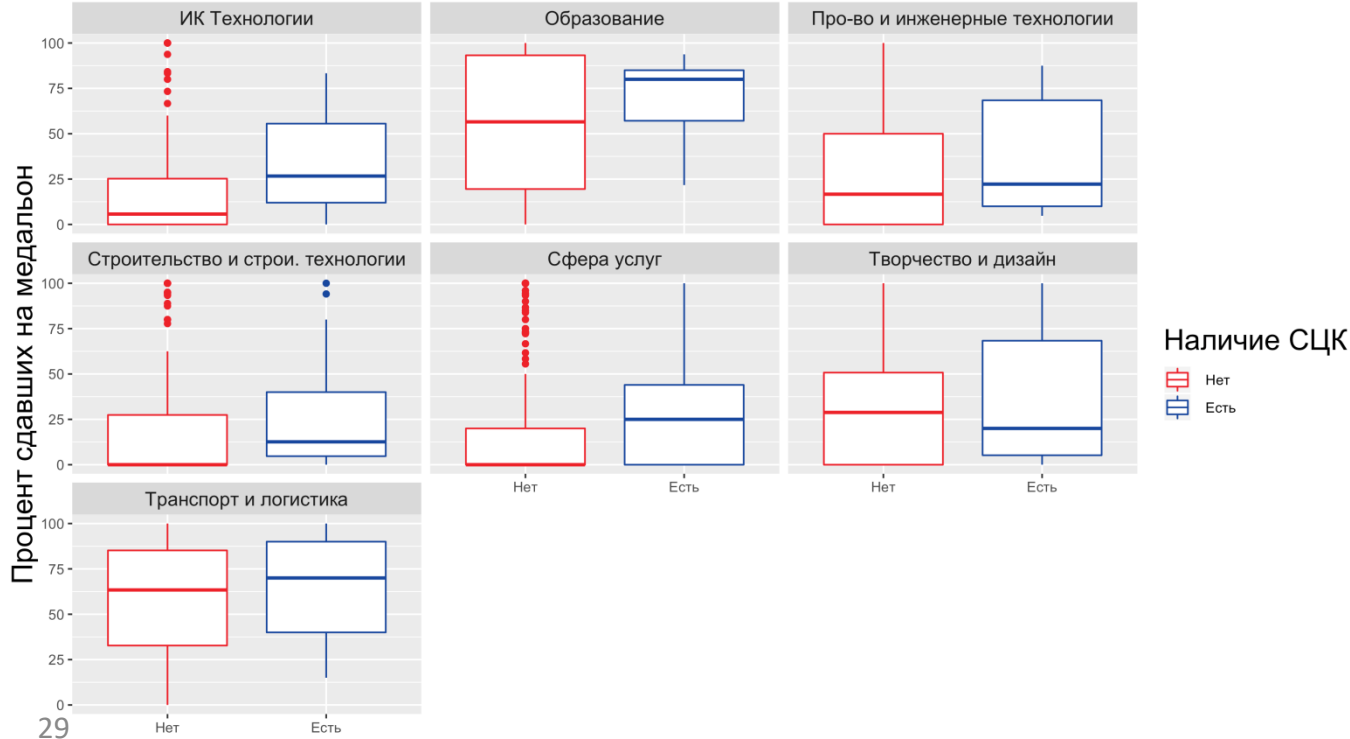 ИК Технологии
Образование
Про-во и инженерные технологии
100
75
50
25
0
Строительство и строи. технологии
Сфера услуг
Творчество и дизайн
100
75
50
25
0
Нет
Есть
Нет
Есть
Транспорт и логистика
100
75
50
25
0
Нет
Есть
Процент сдавших на медальон
Наличие СЦК
Нет
Есть
29